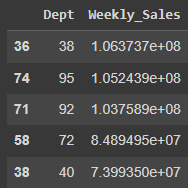 Dept Weekly_Sales
36 38 1.063737e+08
74 95 1.052439e+08
71 92 1.037589e+08
58 72 8.489495e+07
38 40 7.399350e+07